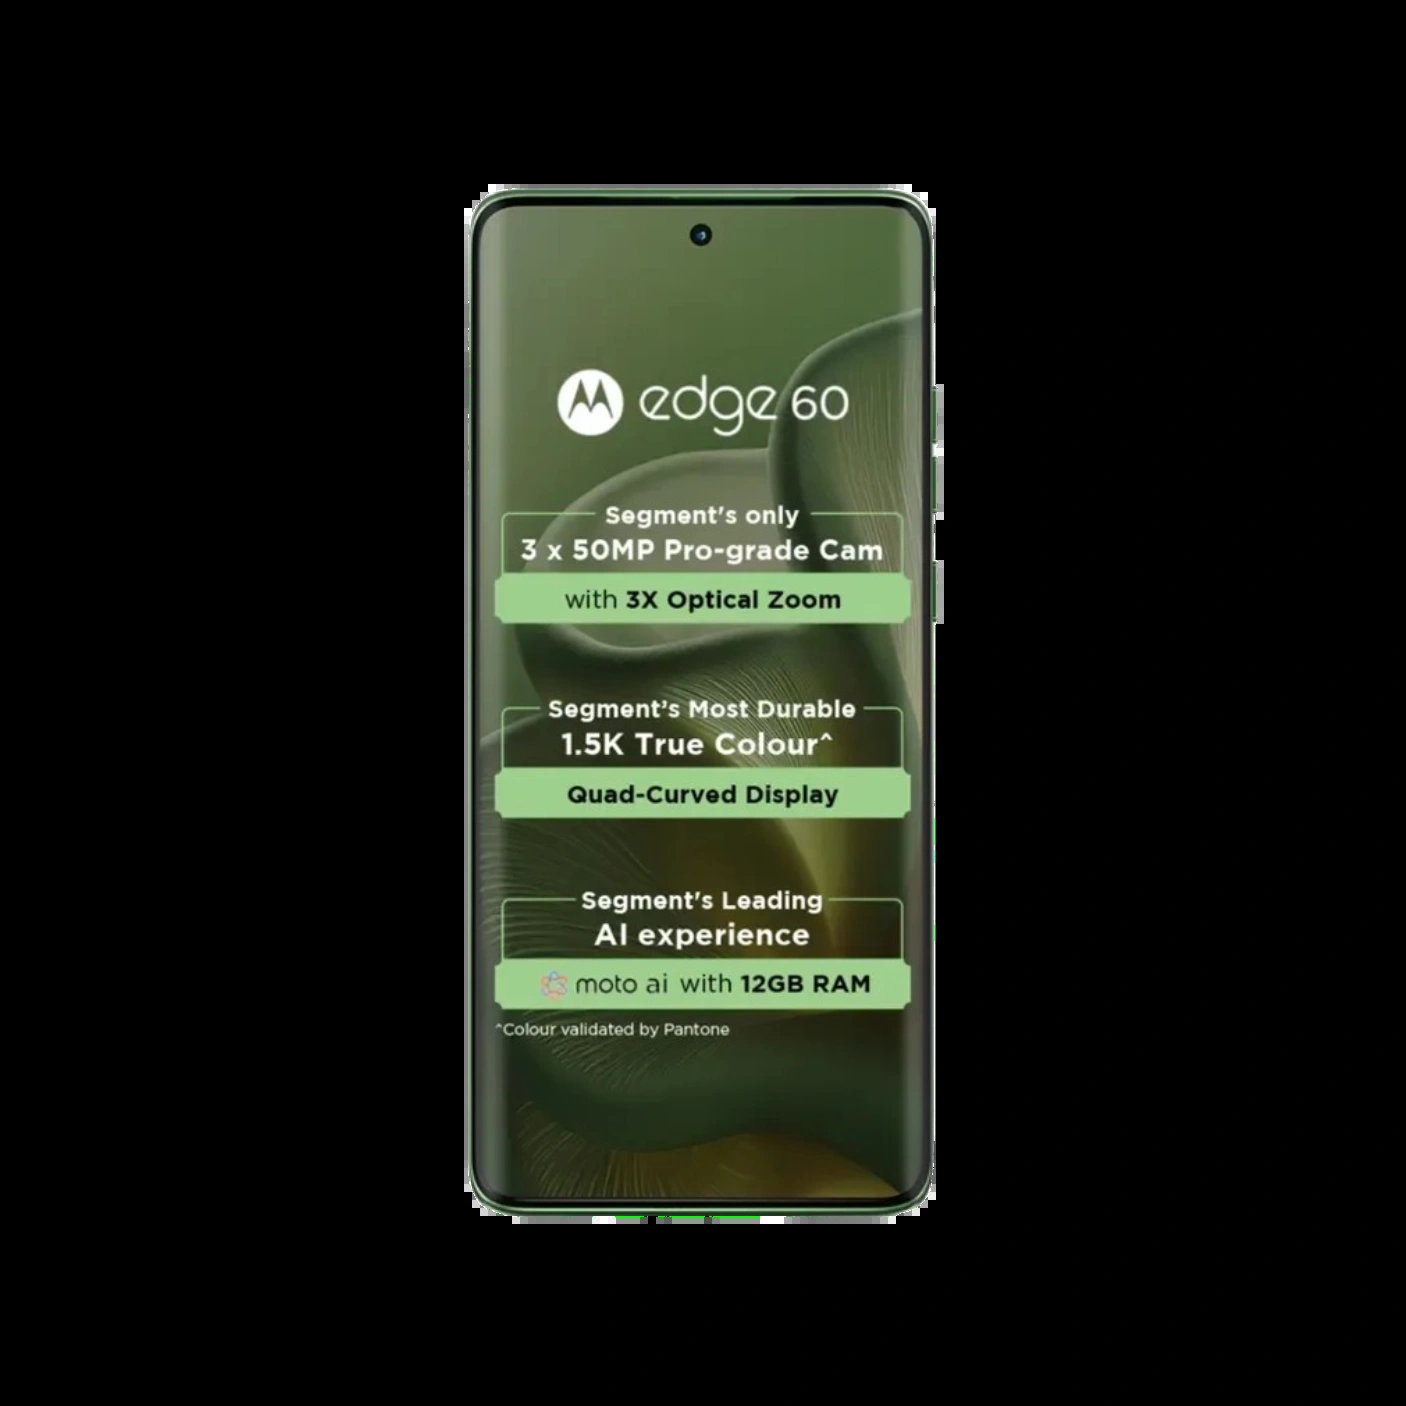 edge 60
Segment's only
3 x 50MP Pro-grade Cam
with 3X Optical Zoom
Segment’s Most Durable
1.5K True Colour^
Quad-Curved Display
Segment's Leading
AI experience
moto ai with 12GB RAM
^Colour validated by Pantone